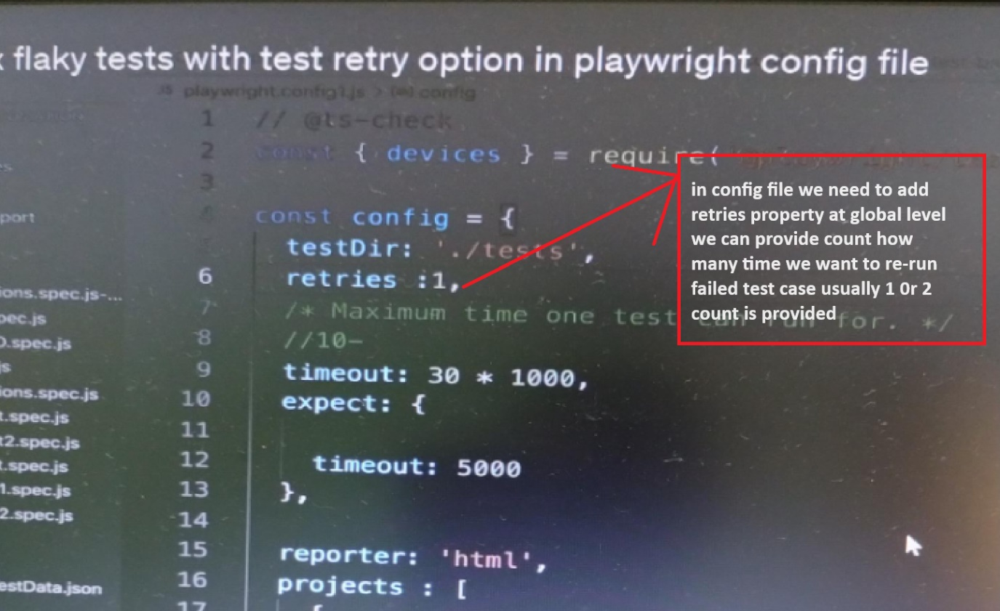 flaky tests with test retry option in playwright config file
JS playwright.config1.js > config
1 // @ts-check
2 const { devices } = require(
3
4 const config = {
testDir: './tests',
6 retries :1,
7 /* Maximum time one test can run for. */
8 //10-
9 timeout: 30 * 1000,
10 expect: {
11
12 timeout: 5000
13 },
14
15 reporter: 'html',
16 projects : [
17 {
in config file we need to add
retries property at global level
we can provide count how
many time we want to re-run
failed test case usually 1 0r 2
count is provided
port
ions.spec.js-...
pec.js
.spec.js
js
ions.spec.js
t.spec.js
t2.spec.js
t.spec.js
1.spec.js
2.spec.js
estData.json